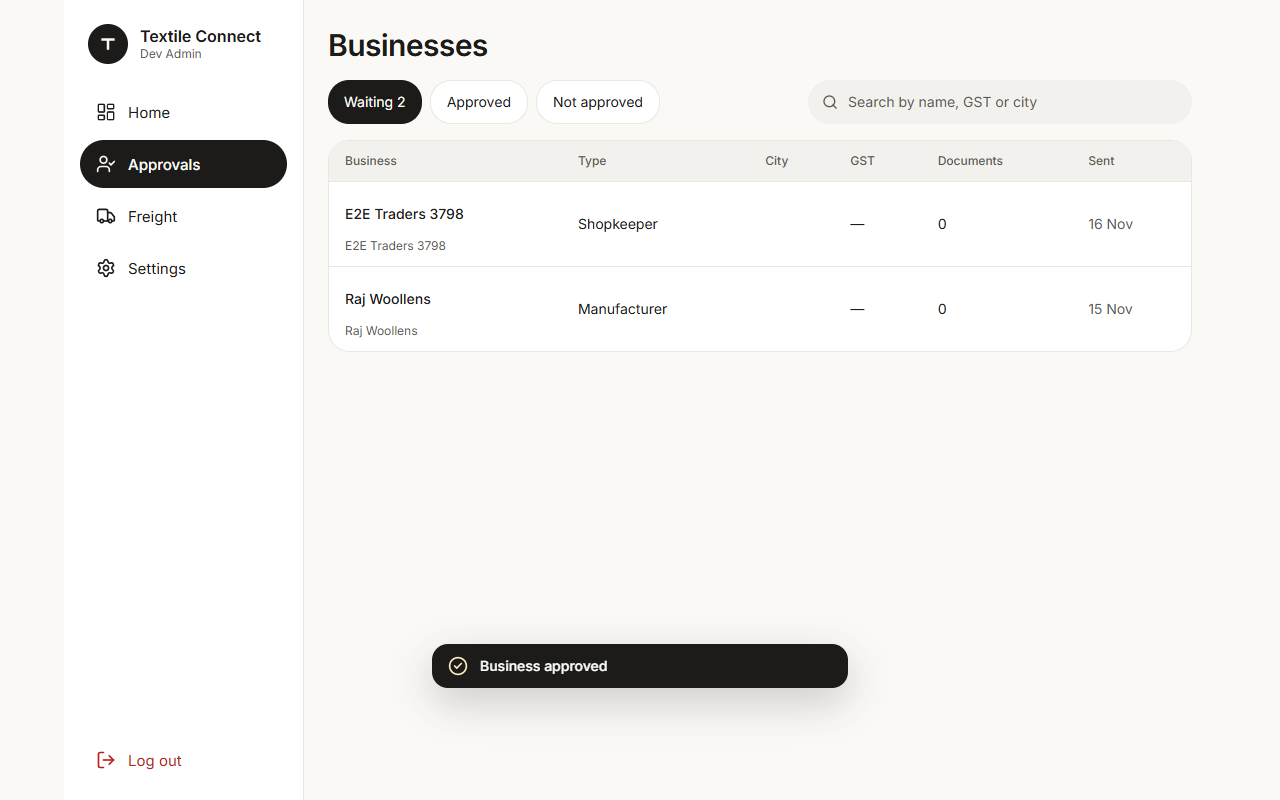 Textile Connect
Dev Admin
Home
Approvals
Freight
Settings
Log out
Businesses
Waiting 2
Approved
Not approved
Search by name, GST or city
Business Type City GST Documents Sent
E2E Traders 3798
E2E Traders 3798
Shopkeeper — 0 16 Nov
Raj Woollens
Raj Woollens
Manufacturer — 0 15 Nov
Business approved